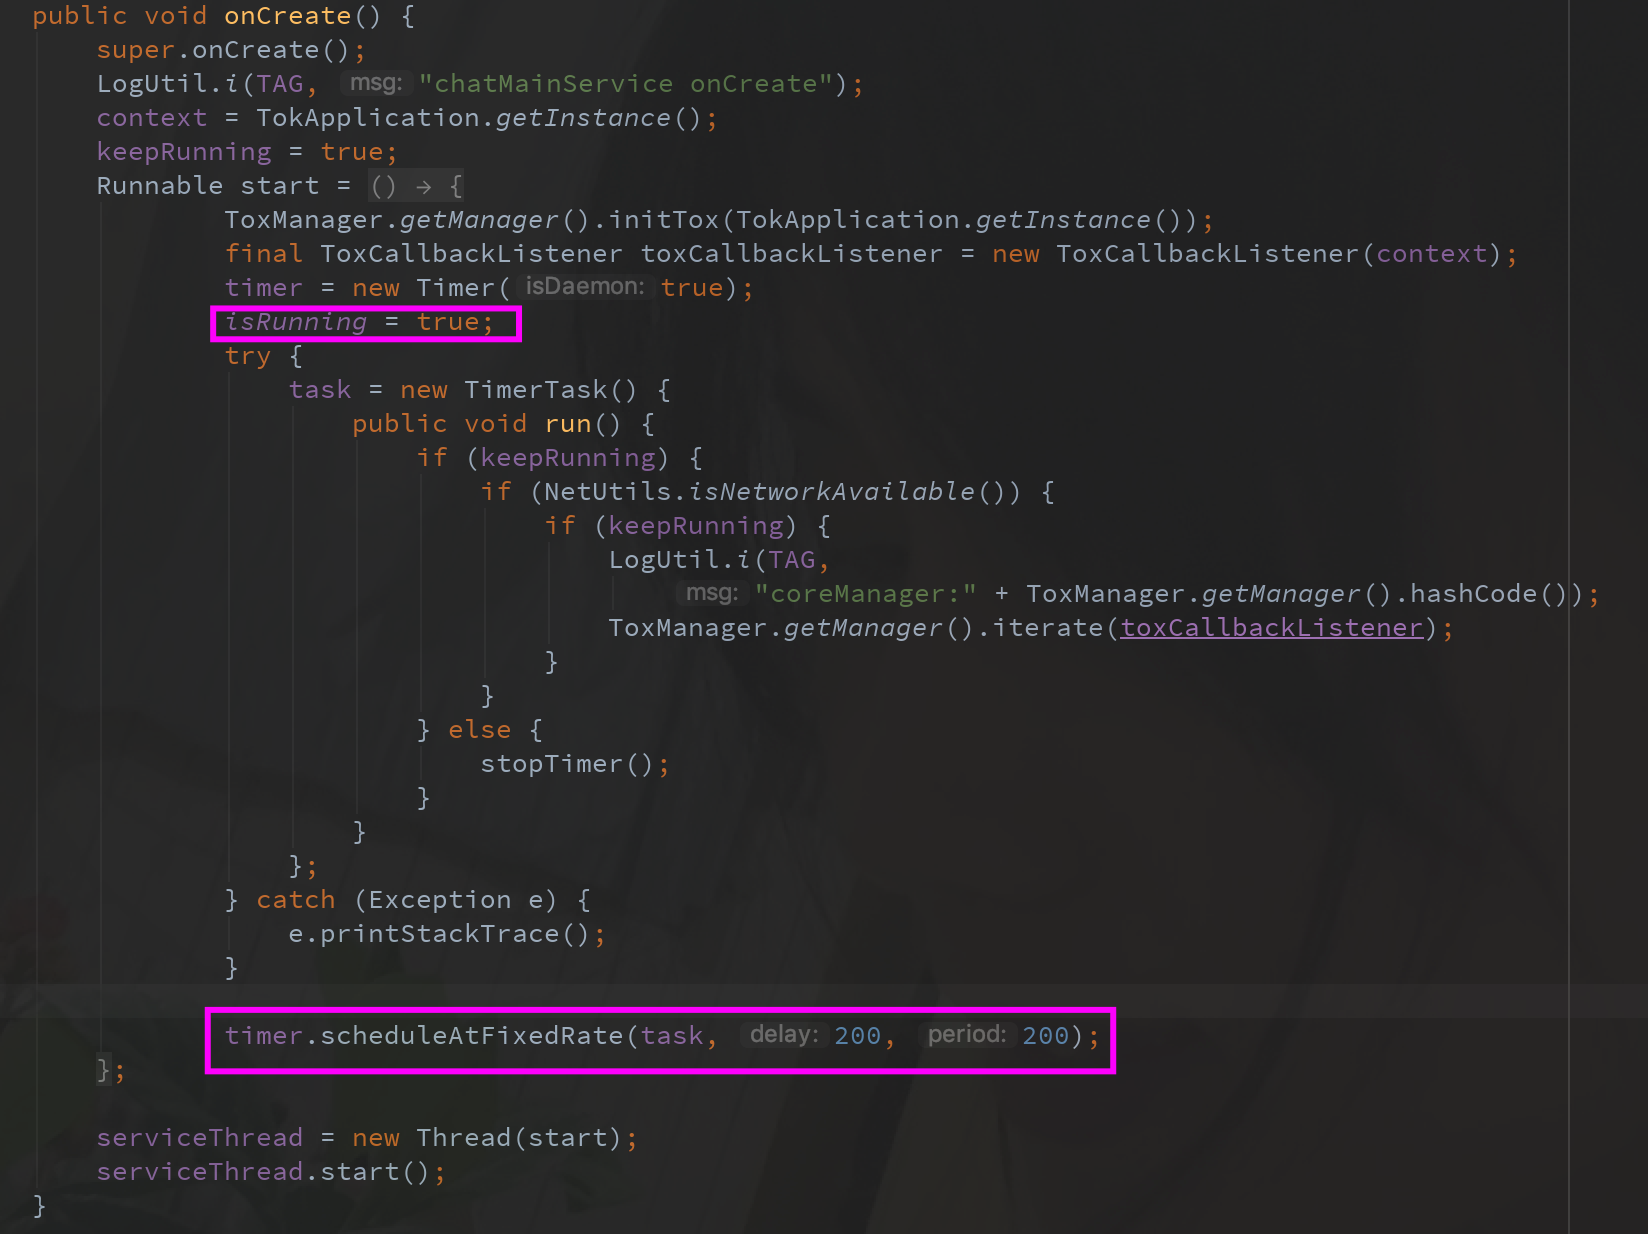 public void onCreate() {
super.onCreate();
LogUtil.i(TAG, msg: "chatMainService onCreate");
context = TokApplication.getInstance();
keepRunning = true;
Runnable start = () → {
ToxManager.getManager().initTox(TokApplication.getInstance());
final ToxCallbackListener toxCallbackListener = new ToxCallbackListener(context);
timer = new Timer( isDaemon: true);
isRunning = true;
try {
task = new TimerTask() {
public void run() {
if (keepRunning) {
if (NetUtils.isNetworkAvailable()) {
if (keepRunning) {
LogUtil.i(TAG,
msg: "coreManager:" + ToxManager.getManager().hashCode());
ToxManager.getManager().iterate(toxCallbackListener);
}
}
} else {
stopTimer();
}
}
};
} catch (Exception e) {
e.printStackTrace();
}
timer.scheduleAtFixedRate(task, delay: 200, period: 200);
};
serviceThread = new Thread(start);
serviceThread.start();
}